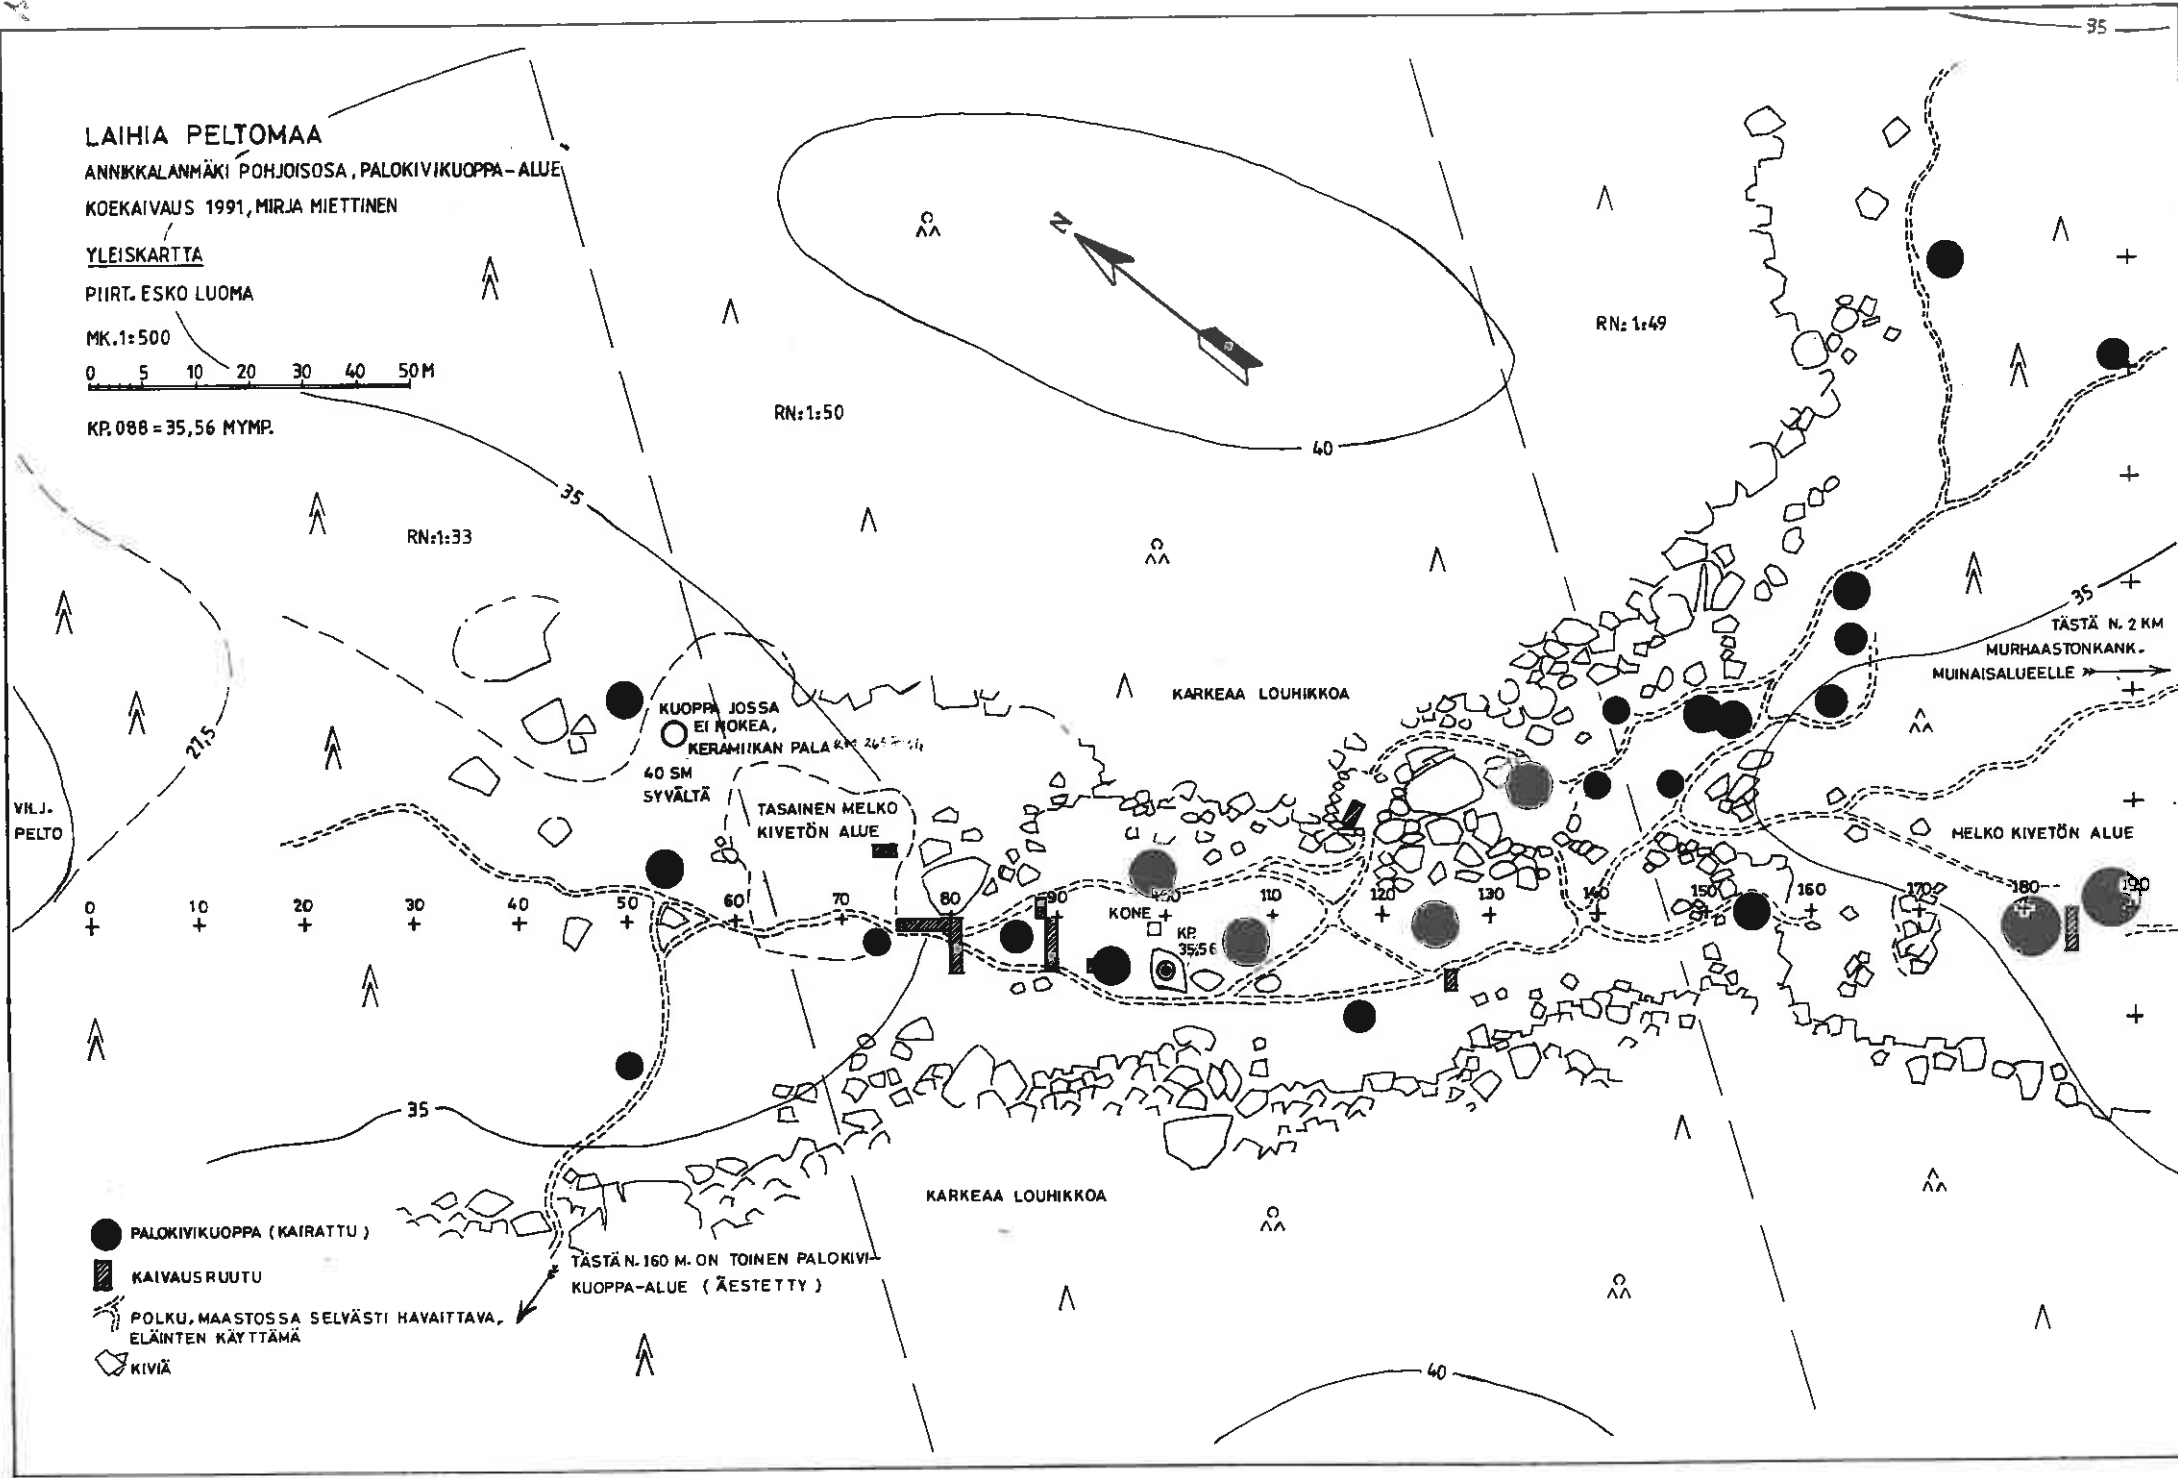 35
LAIHIA PELTOMAA
ANNIKKALANMÄKI POHJOISOSA, PALOKIVIKUOPPA-ALUE
KOEKAIVAUS 1991, MIRJA MIETTINEN
YLEISKARTTA
PIIRT. ESKO LUOMA
MK.1:500
0 5 10 20 30 40 50 M
KP. 088 = 35,56 MYMP.
N
RN:1:49
RN:1:50
40
35
RN:1:33
35
TÄSTÄ N. 2 KM
MURHAASTONKANK.
MUINAISALUEELLE
KARKEAA LOUHIKKOA
KUOPPA JOSSA
EI NOKEA,
KERAMIIKAN PALA KM
40 SM
SYVÄLTÄ
27,5
VILJ.
PELTO
TASAINEN MELKO
KIVETÖN ALUE
MELKO KIVETÖN ALUE
0 10 20 30 40 50 60 70 80 90 100 110 120 130 140 150 160 170 180 190
KONE
KP.
35,56
35
KARKEAA LOUHIKKOA
PALOKIVIKUOPPA (KAIRATTU)
KAIVAUSRUUTU
POLKU, MAASTOSSA SELVÄSTI HAVAITTAVA,
ELÄINTEN KÄYTTÄMÄ
KIVIÄ
TÄSTÄ N. 160 M. ON TOINEN PALOKIVI-
KUOPPA-ALUE (ÄESTETTY)
40